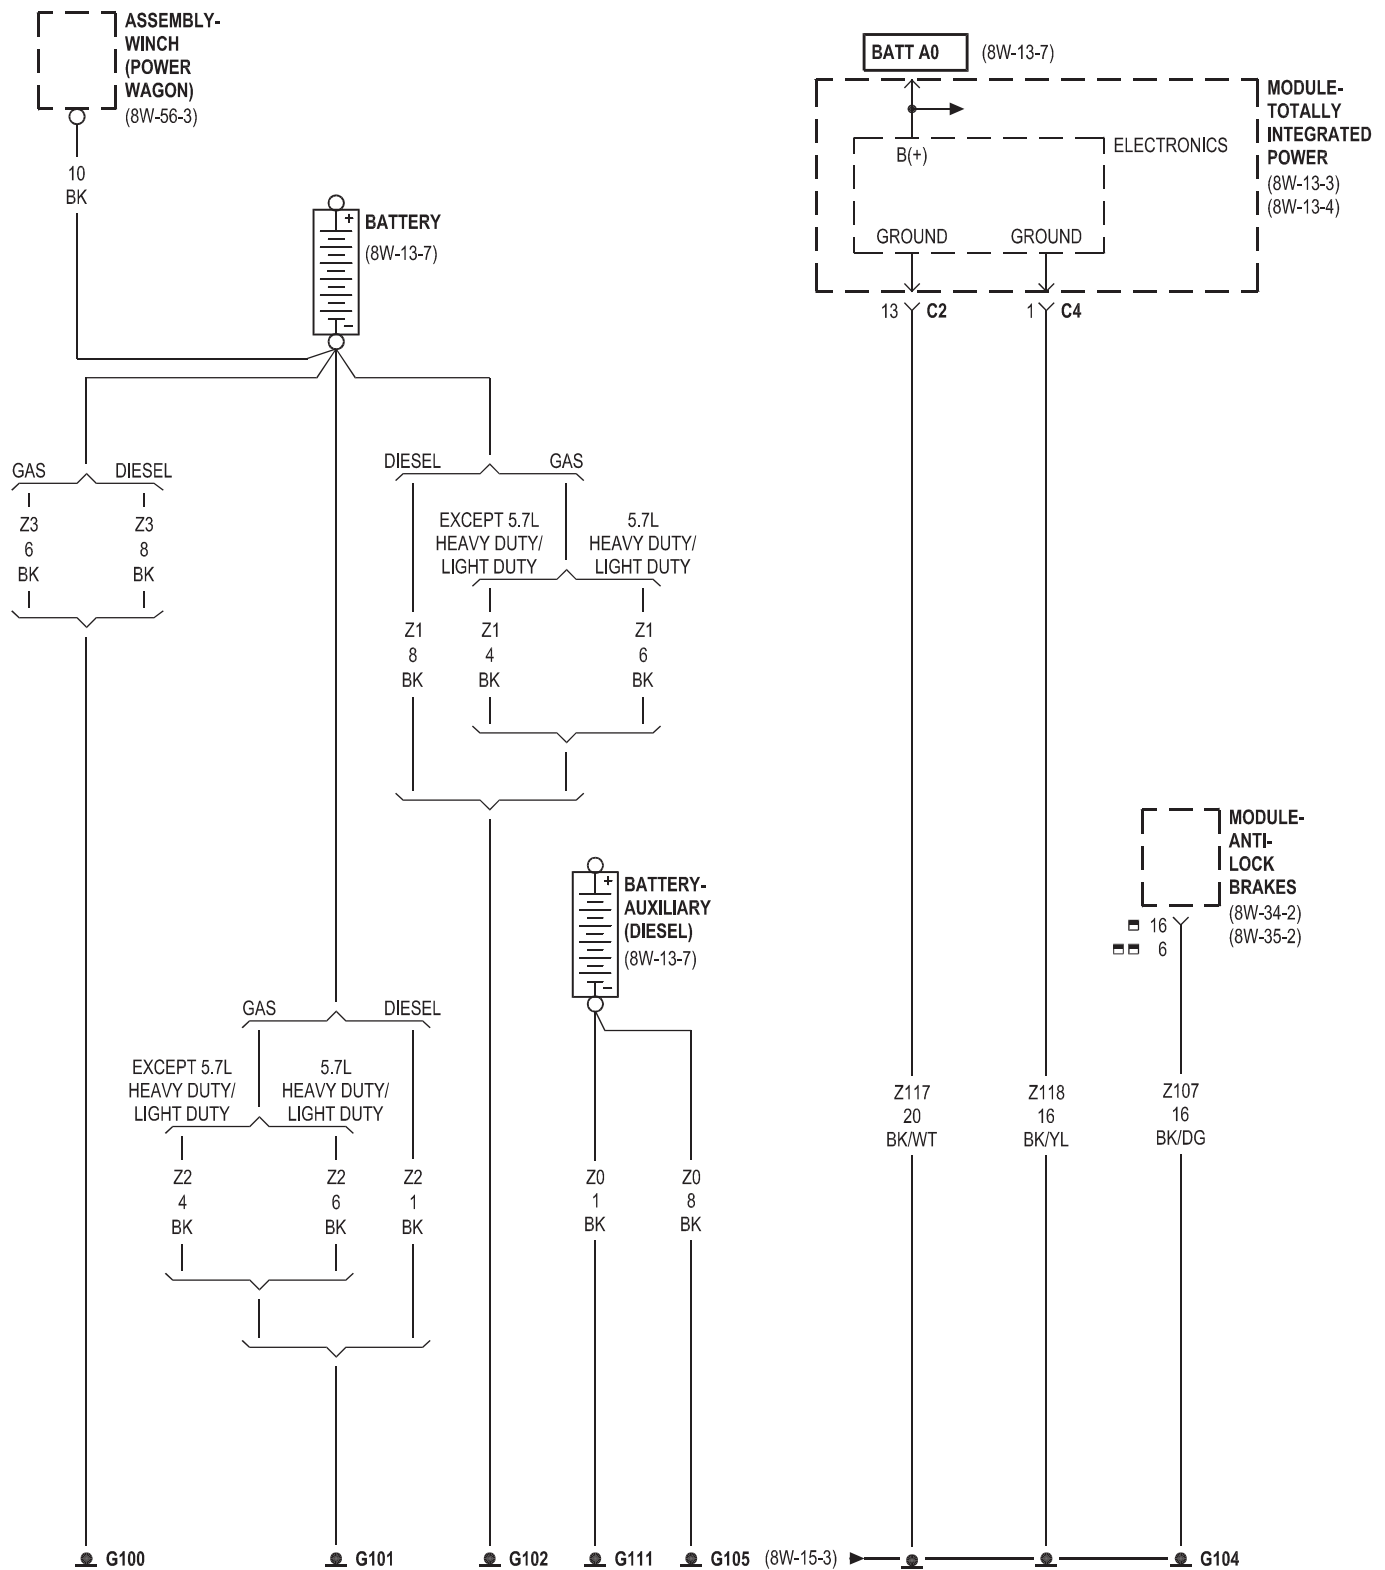 ASSEMBLY-
WINCH
(POWER
WAGON)
(8W-56-3)
10
BK
+
BATTERY
(8W-13-7)
−
BATT A0
(8W-13-7)
MODULE-
TOTALLY
INTEGRATED
POWER
(8W-13-3)
(8W-13-4)
ELECTRONICS
B(+)
GROUND
GROUND
13 C2
1 C4
GAS
DIESEL
Z3
6
BK
Z3
8
BK
DIESEL
GAS
EXCEPT 5.7L
HEAVY DUTY/
LIGHT DUTY
5.7L
HEAVY DUTY/
LIGHT DUTY
Z1
8
BK
Z1
4
BK
Z1
6
BK
+
BATTERY-
AUXILIARY
(DIESEL)
(8W-13-7)
−
MODULE-
ANTI-
LOCK
BRAKES
(8W-34-2)
(8W-35-2)
16
6
GAS
DIESEL
EXCEPT 5.7L
HEAVY DUTY/
LIGHT DUTY
5.7L
HEAVY DUTY/
LIGHT DUTY
Z2
4
BK
Z2
6
BK
Z2
1
BK
Z0
1
BK
Z0
8
BK
Z117
20
BK/WT
Z118
16
BK/YL
Z107
16
BK/DG
G100
G101
G102
G111
G105
(8W-15-3)
G104